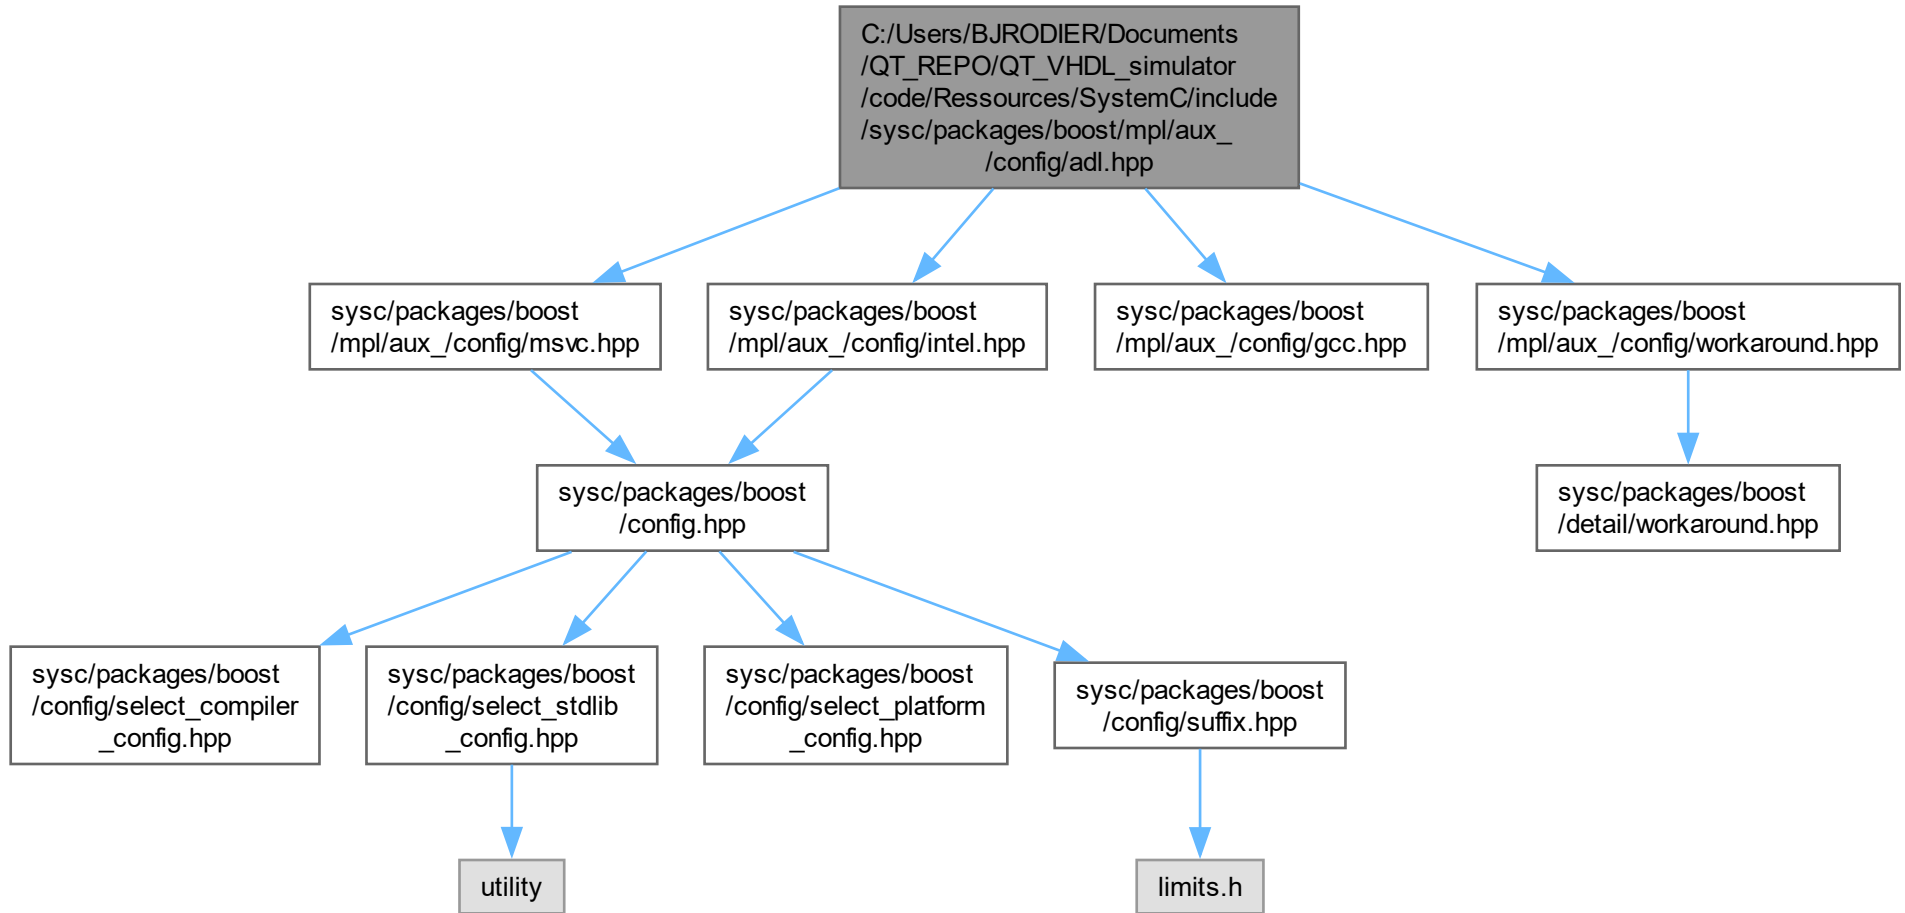 C:/Users/BJRODIER/Documents
/QT_REPO/QT_VHDL_simulator
/code/Ressources/SystemC/include
/sysc/packages/boost/mpl/aux_
/config/adl.hpp
sysc/packages/boost
/mpl/aux_/config/msvc.hpp
sysc/packages/boost
/mpl/aux_/config/intel.hpp
sysc/packages/boost
/mpl/aux_/config/gcc.hpp
sysc/packages/boost
/mpl/aux_/config/workaround.hpp
sysc/packages/boost
/config.hpp
sysc/packages/boost
/detail/workaround.hpp
sysc/packages/boost
/config/select_compiler
_config.hpp
sysc/packages/boost
/config/select_stdlib
_config.hpp
sysc/packages/boost
/config/select_platform
_config.hpp
sysc/packages/boost
/config/suffix.hpp
utility
limits.h